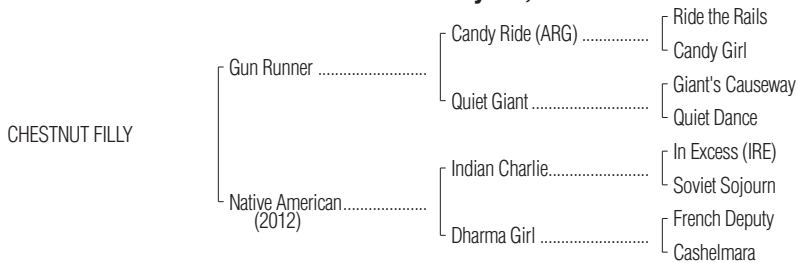 Ride the Rails
Candy Ride (ARG) ................
Candy Girl
Gun Runner ..........................
Giant's Causeway
Quiet Giant ............................
Quiet Dance
CHESTNUT FILLY
In Excess (IRE)
Indian Charlie........................
Soviet Sojourn
Native American....................
(2012)
French Deputy
Dharma Girl ..........................
Cashelmara